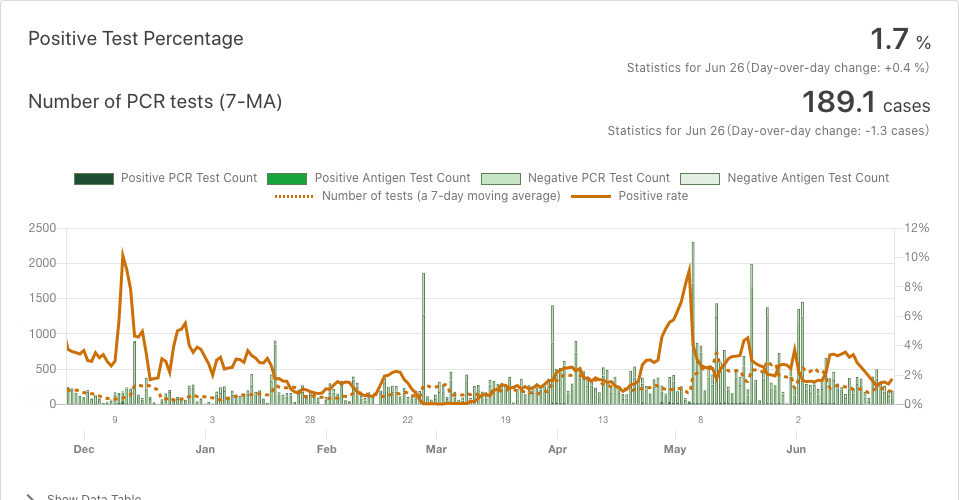 Positive Test Percentage
1.7 %
Statistics for Jun 26(Day-over-day change: +0.4 %)
Number of PCR tests (7-MA)
189.1 cases
Statistics for Jun 26(Day-over-day change: -1.3 cases)
Positive PCR Test Count Positive Antigen Test Count Negative PCR Test Count Negative Antigen Test Count
Number of tests (a 7-day moving average) Positive rate
2500 12%
2000 10%
8%
1500
6%
1000
4%
500
2%
0 0%
9 3 28 22 19 13 8 2
Dec Jan Feb Mar Apr May Jun
Show Data Table